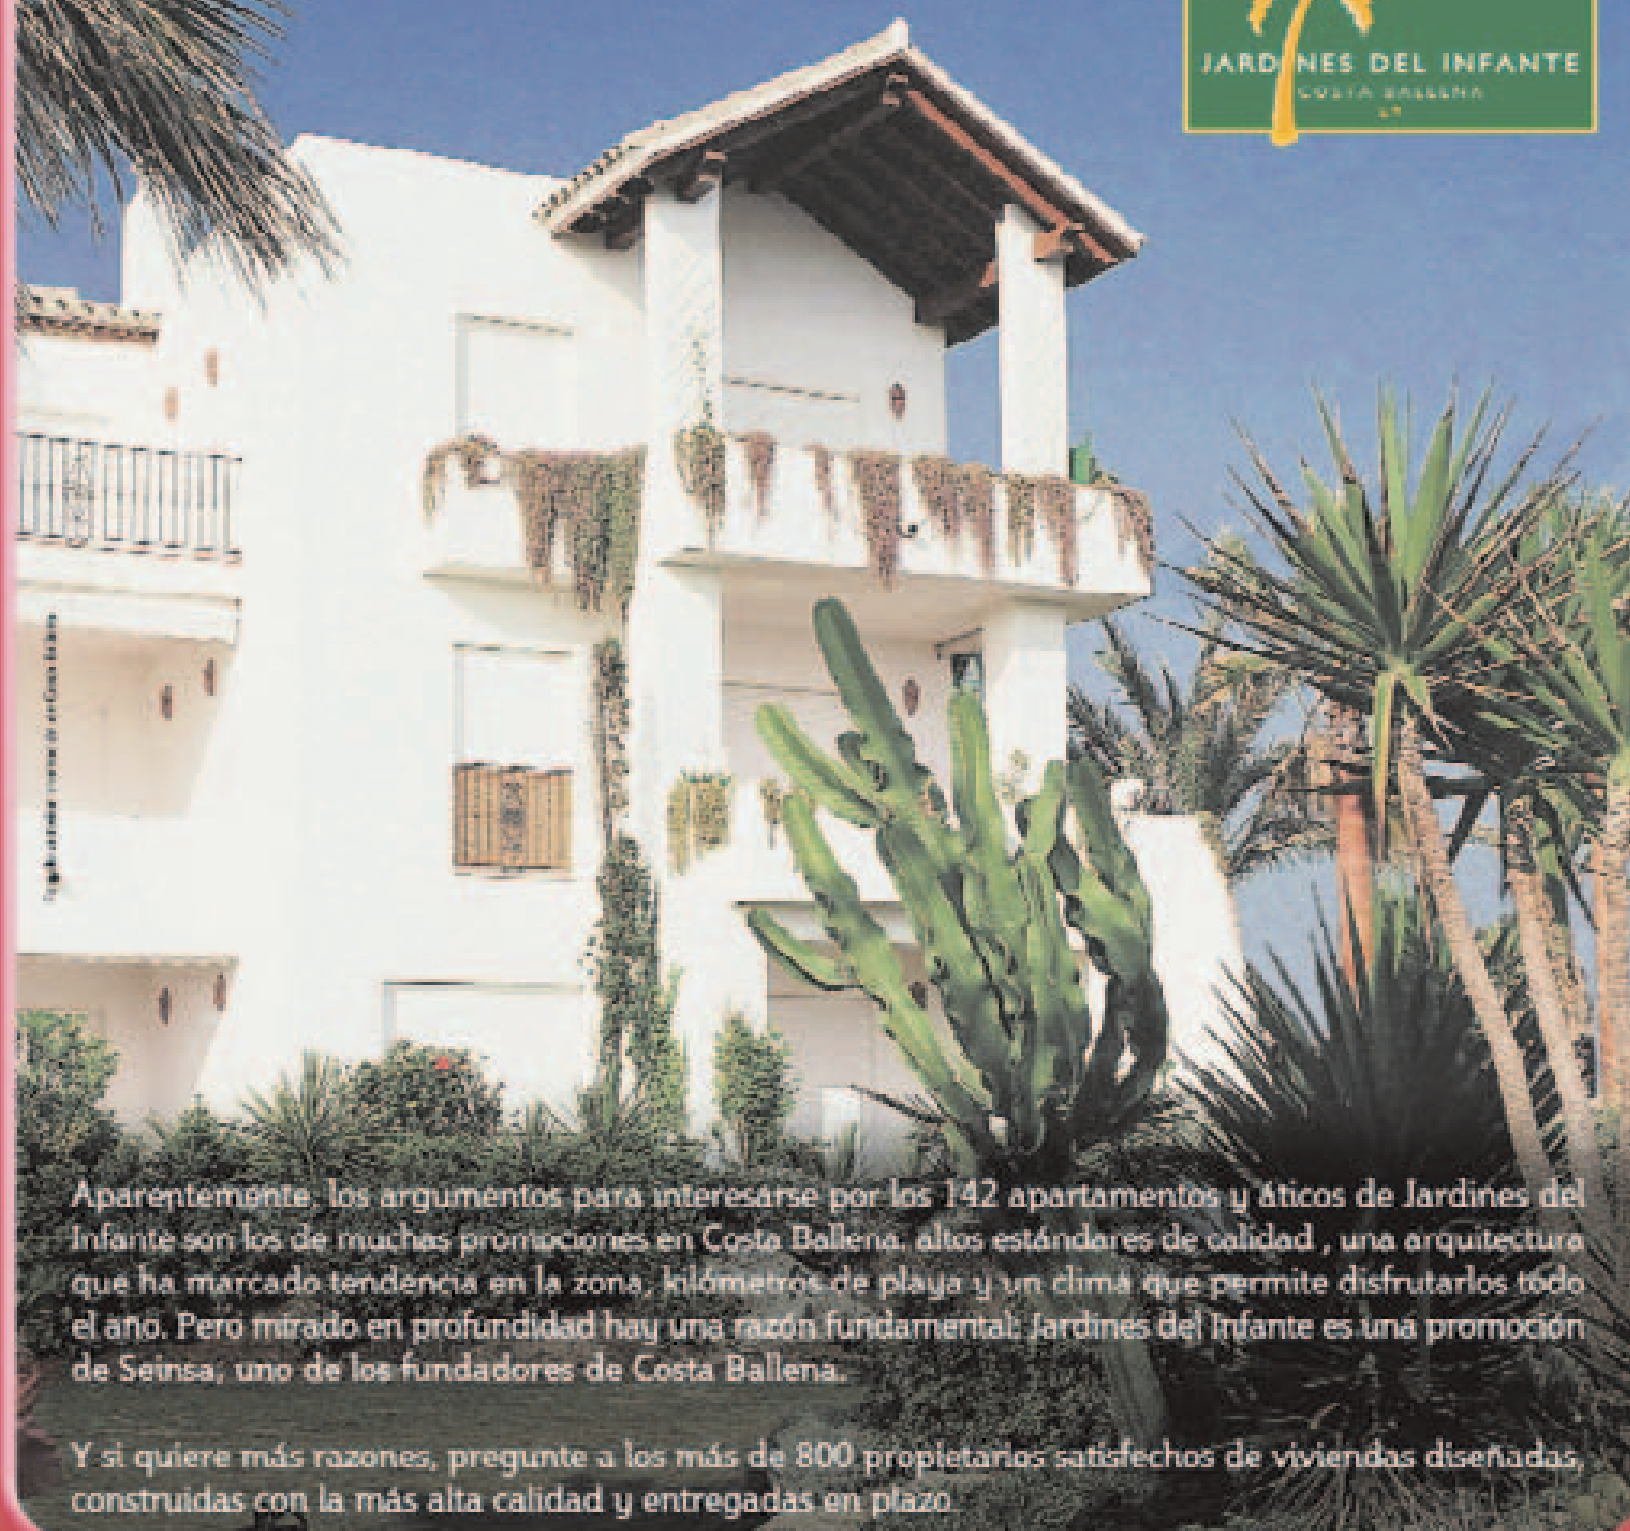 JARDINES DEL INFANTE
COSTA BALLENA
Aparentemente, los argumentos para interesarse por los 142 apartamentos y áticos de Jardines del
Infante son los de muchas promociones en Costa Ballena, altos estándares de calidad , una arquitectura
que ha marcado tendencia en la zona, kilómetros de playa y un clima que permite disfrutarlos todo
el año. Pero mirado en profundidad hay una razón fundamental: Jardines del Infante es una promoción
de Seinsa, uno de los fundadores de Costa Ballena.
Y si quiere más razones, pregunte a los más de 800 propietarios satisfechos de viviendas diseñadas,
construidas con la más alta calidad y entregadas en plazo.